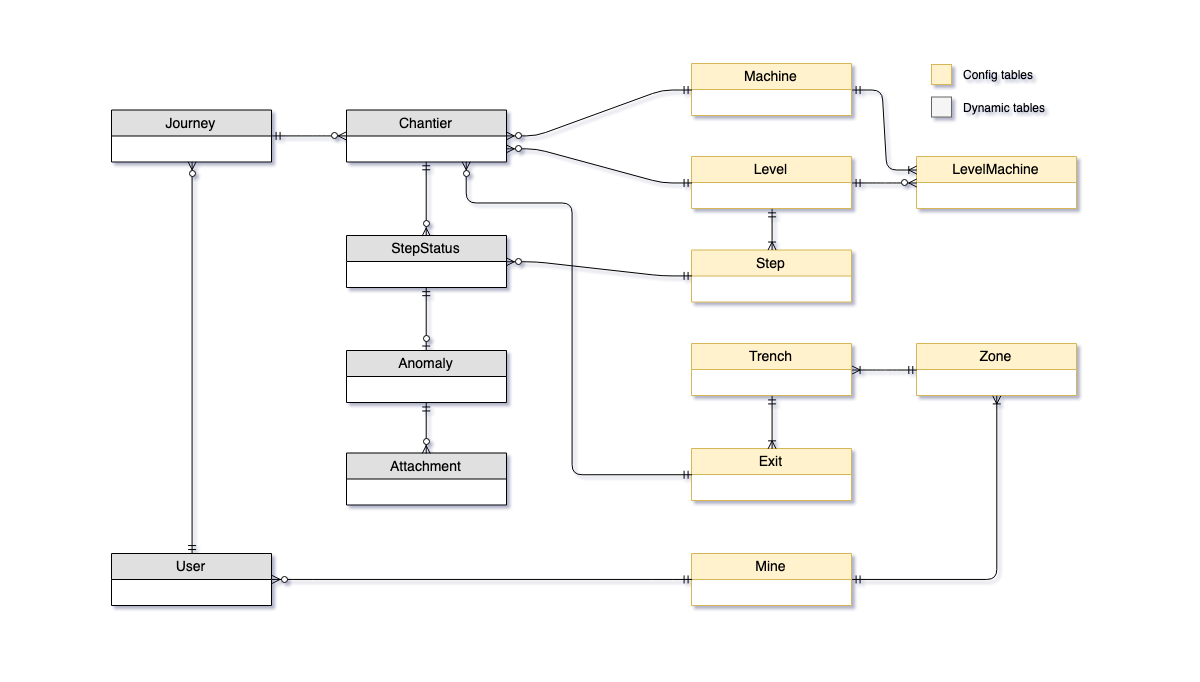 Machine
Config tables
Dynamic tables
Journey
Chantier
Level
LevelMachine
StepStatus
Step
Anomaly
Trench
Zone
Attachment
Exit
User
Mine